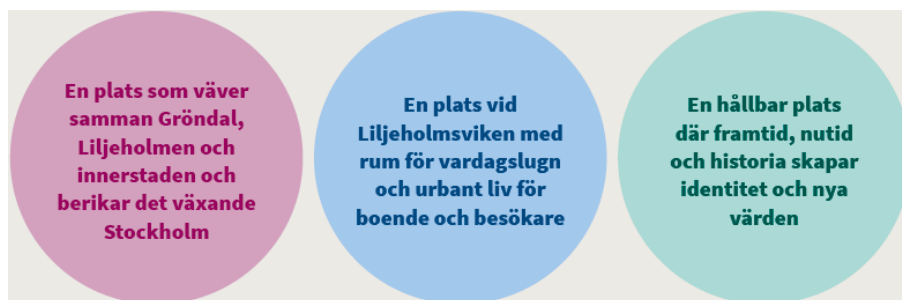 En plats som väver
samman Gröndal,
Liljeholmen och
innerstaden och
berikar det växande
Stockholm
En plats vid
Liljeholmsviken med
rum för vardagslugn
och urbant liv för
boende och besökare
En hållbar plats
där framtid, nutid
och historia skapar
identitet och nya
värden